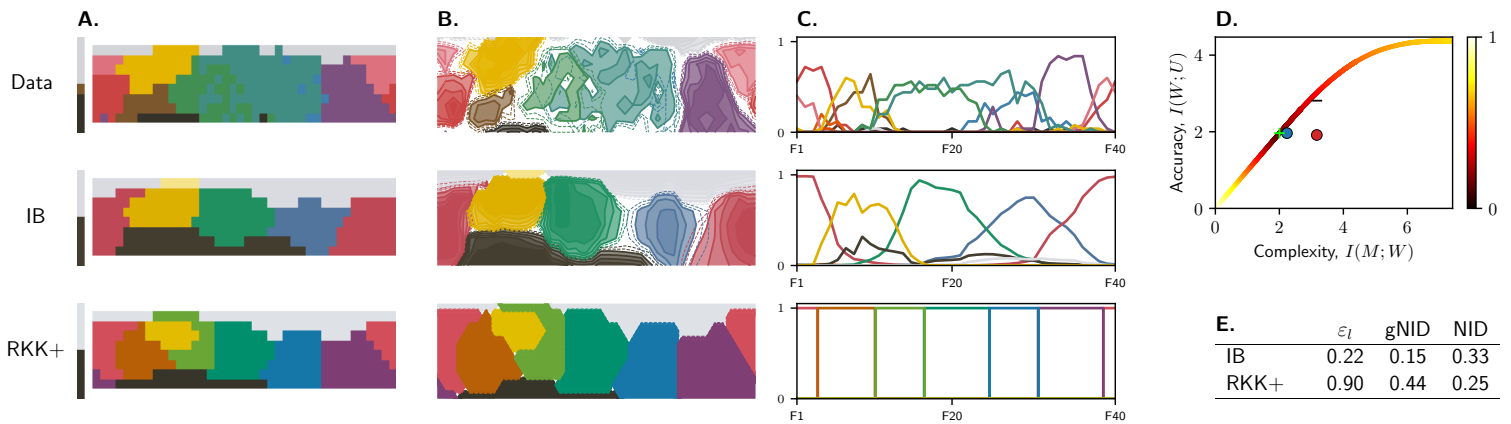 A.
B.
C.
D.
Data
IB
RKK+
1
0
F1
F20
F40
1
0
F1
F20
F40
1
0
F1
F20
F40
4
2
0
0
2
4
6
Accuracy, I(W; U)
Complexity, I(M; W)
1
0
E.
εl gNID NID
IB 0.22 0.15 0.33
RKK+ 0.90 0.44 0.25